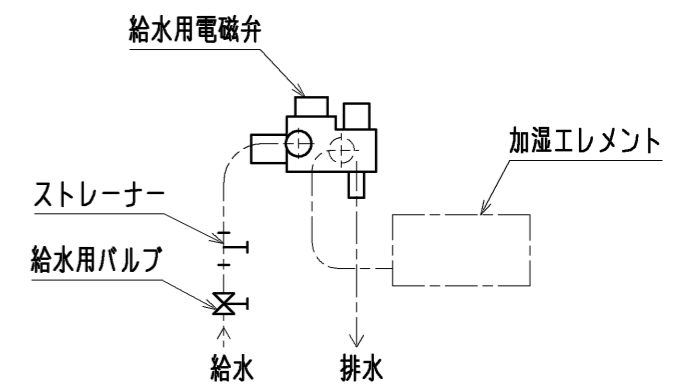 給水用電磁弁
加湿エレメント
ストレーナー
給水用バルブ
給水
排水